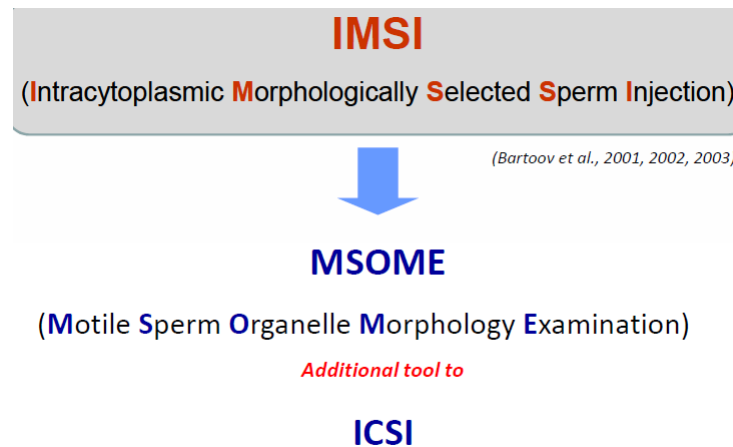 IMSI
(Intracytoplasmic Morphologically Selected Sperm Injection)
(Bartoov et al., 2001, 2002, 2003)
MSOME
(Motile Sperm Organelle Morphology Examination)
Additional tool to
ICSI